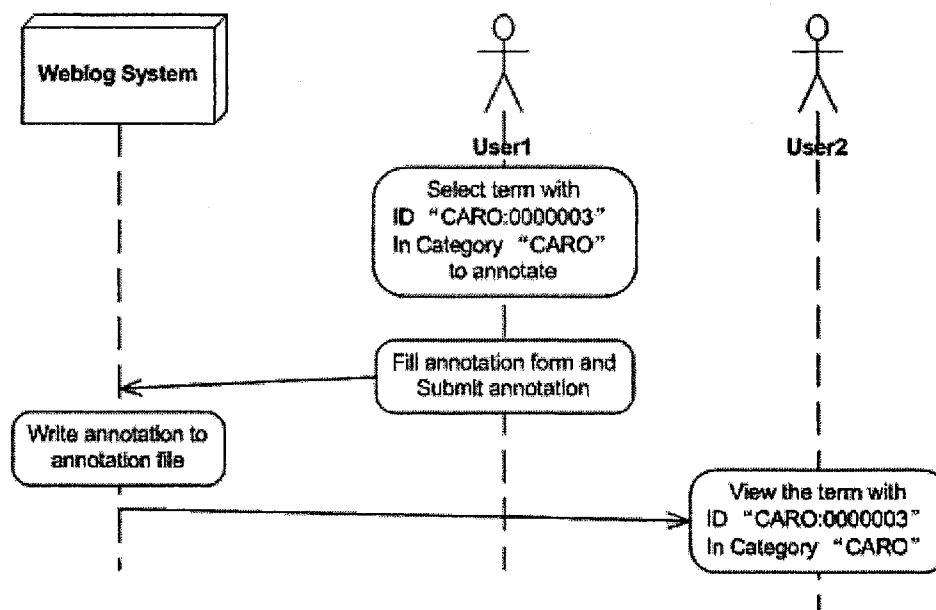 Weblog System
User1
User2
Select term with
ID “CARO:0000003”
In Category “CARO”
to annotate
Fill annotation form and
Submit annotation
Write annotation to
annotation file
View the term with
ID “CARO:0000003”
In Category “CARO”